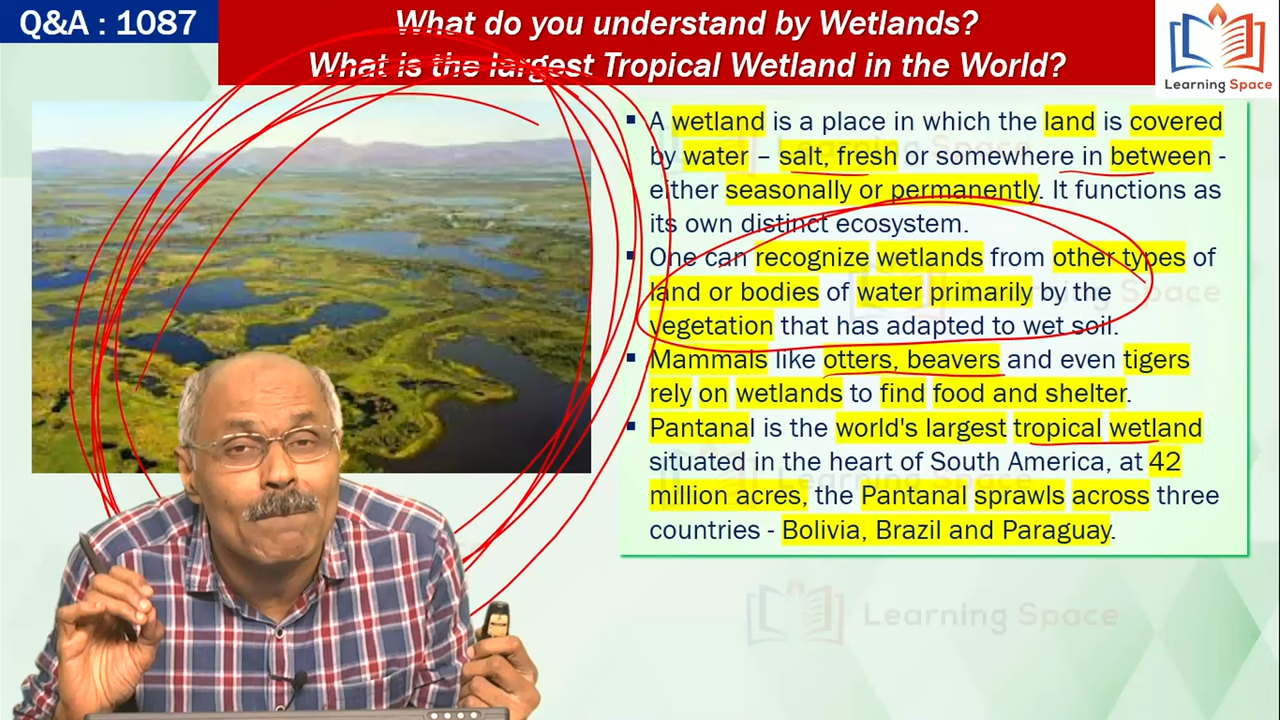 Q&A : 1087
What do you understand by Wetlands?
What is the largest Tropical Wetland in the World?
Learning Space
▪ A wetland is a place in which the land is covered
by water – salt, fresh or somewhere in between -
either seasonally or permanently. It functions as
its own distinct ecosystem.
▪ One can recognize wetlands from other types of
land or bodies of water primarily by the
vegetation that has adapted to wet soil.
▪ Mammals like otters, beavers and even tigers
rely on wetlands to find food and shelter.
▪ Pantanal is the world's largest tropical wetland
situated in the heart of South America, at 42
million acres, the Pantanal sprawls across three
countries - Bolivia, Brazil and Paraguay.
Learning Space